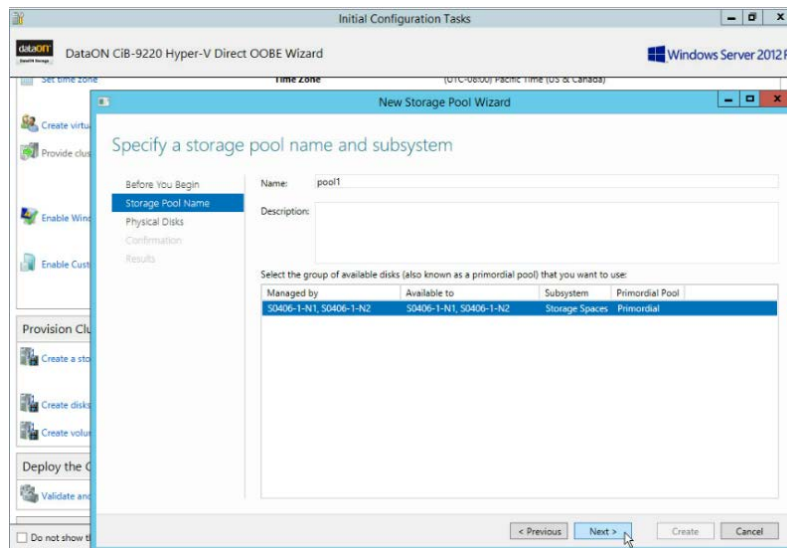 Initial Configuration Tasks
dataON
DataON CiB-9220 Hyper-V Direct OOBE Wizard
Windows Server 2012
Set time zone Time Zone (UTC-08:00) Pacific Time (US & Canada)
New Storage Pool Wizard
Create virtu
Provide clus
Enable Wind
Enable Cust
Provision Clu
Create a sto
Create disks
Create volu
Deploy the C
Validate and
Do not show t
Specify a storage pool name and subsystem
Before You Begin
Storage Pool Name
Physical Disks
Confirmation
Results
Name: pool1
Description:
Select the group of available disks (also known as a primordial pool) that you want to use:
Managed by Available to Subsystem Primordial Pool
S0406-1-N1, S0406-1-N2 S0406-1-N1, S0406-1-N2 Storage Spaces Primordial
< Previous Next > Create Cancel